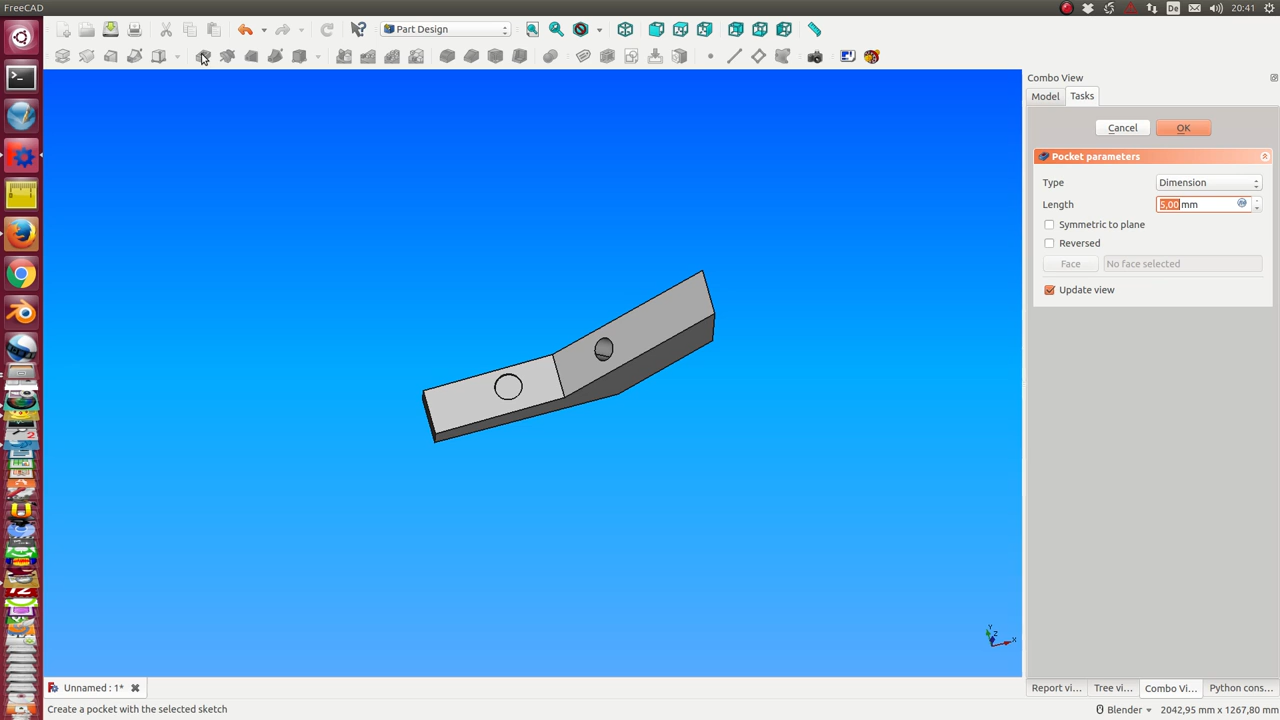 FreeCAD
De
20:41
Part Design
Combo View
Model
Tasks
Cancel
OK
Pocket parameters
Type
Dimension
Length
5,00 mm
Symmetric to plane
Reversed
Face
No face selected
Update view
Y
Z
X
Unnamed : 1*
Report vi...
Tree vi...
Combo Vi...
Python cons...
Create a pocket with the selected sketch
Blender
2042,95 mm x 1267,80 mm